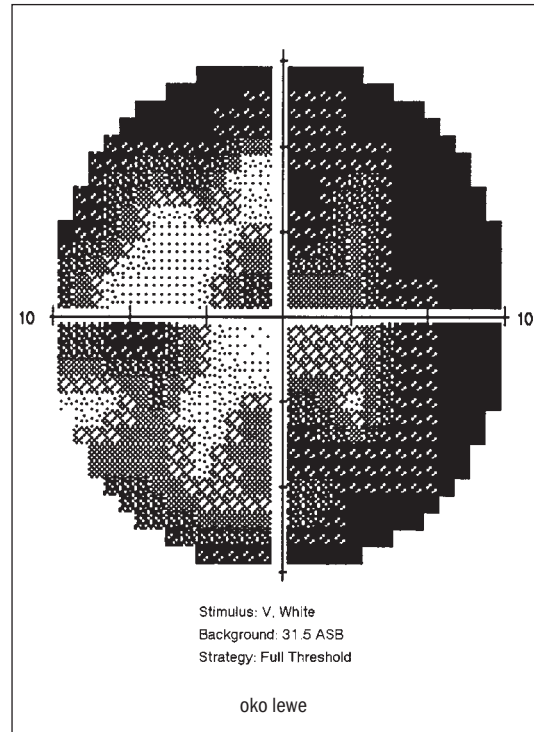 10 10
Stimulus: V, White
Background: 31.5 ASB
Strategy: Full Threshold
oko lewe